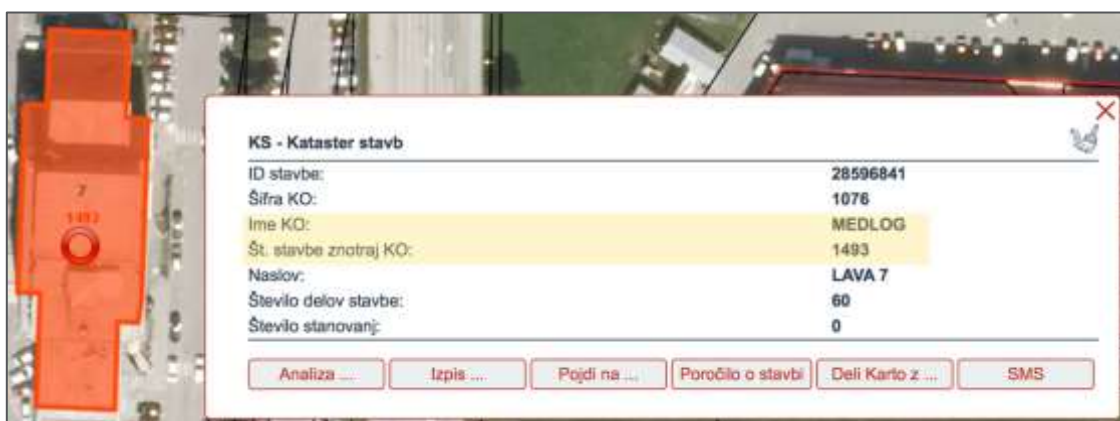 7
1493
KS - Kataster stavb
ID stavbe: 28596841
Šifra KO: 1076
Ime KO: MEDLOG
Št. stavbe znotraj KO: 1493
Naslov: LAVA 7
Število delov stavbe: 60
Število stanovanj: 0
Analiza ... Izpis ... Pojdi na ... Poročilo o stavbi Deli Karto z ... SMS